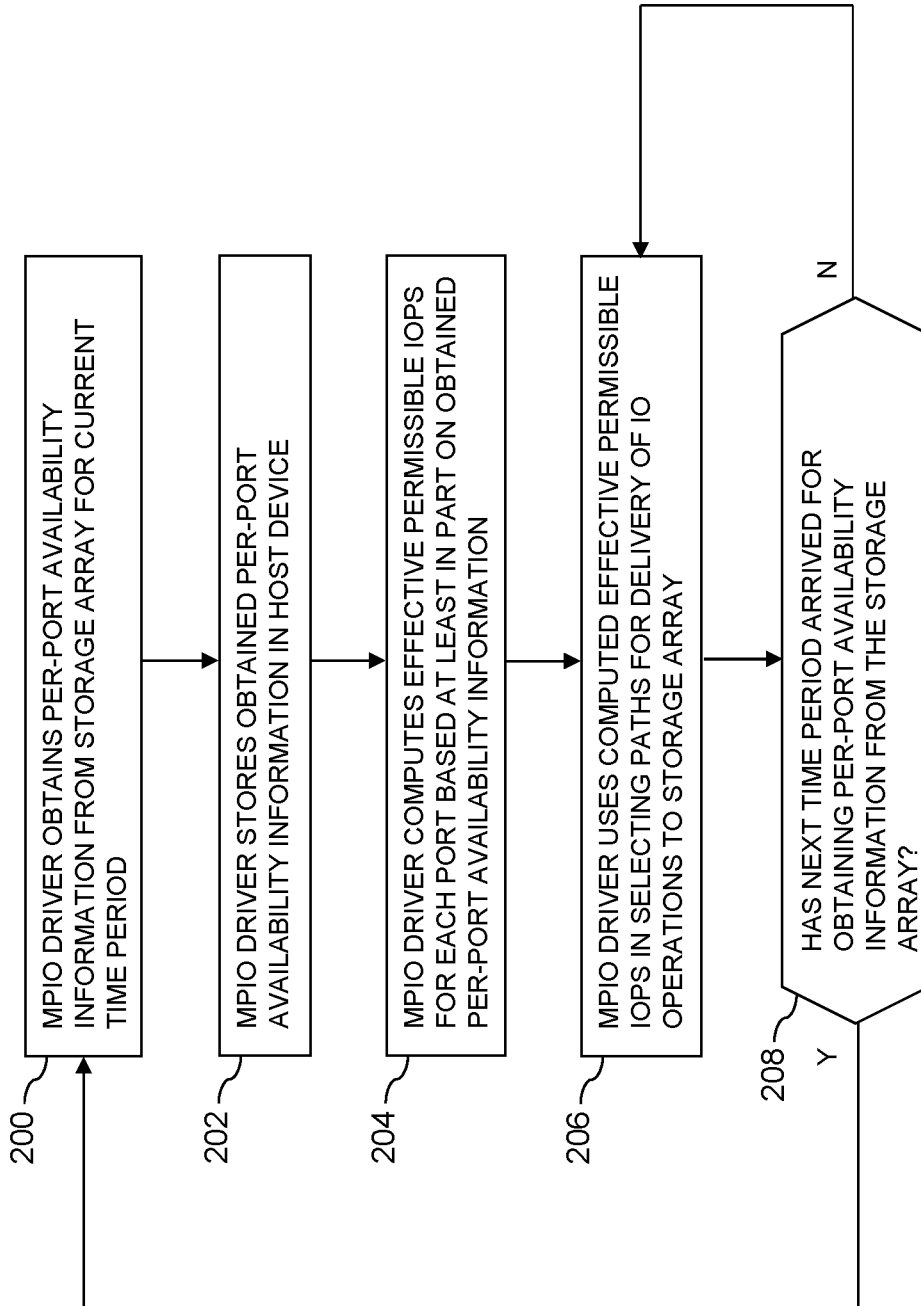 200
MPIO DRIVER OBTAINS PER-PORT AVAILABILITY
INFORMATION FROM STORAGE ARRAY FOR CURRENT
TIME PERIOD
202
MPIO DRIVER STORES OBTAINED PER-PORT
AVAILABILITY INFORMATION IN HOST DEVICE
204
MPIO DRIVER COMPUTES EFFECTIVE PERMISSIBLE IOPS
FOR EACH PORT BASED AT LEAST IN PART ON OBTAINED
PER-PORT AVAILABILITY INFORMATION
206
MPIO DRIVER USES COMPUTED EFFECTIVE PERMISSIBLE
IOPS IN SELECTING PATHS FOR DELIVERY OF IO
OPERATIONS TO STORAGE ARRAY
208
HAS NEXT TIME PERIOD ARRIVED FOR
OBTAINING PER-PORT AVAILABILITY
INFORMATION FROM THE STORAGE
ARRAY?
Y
N